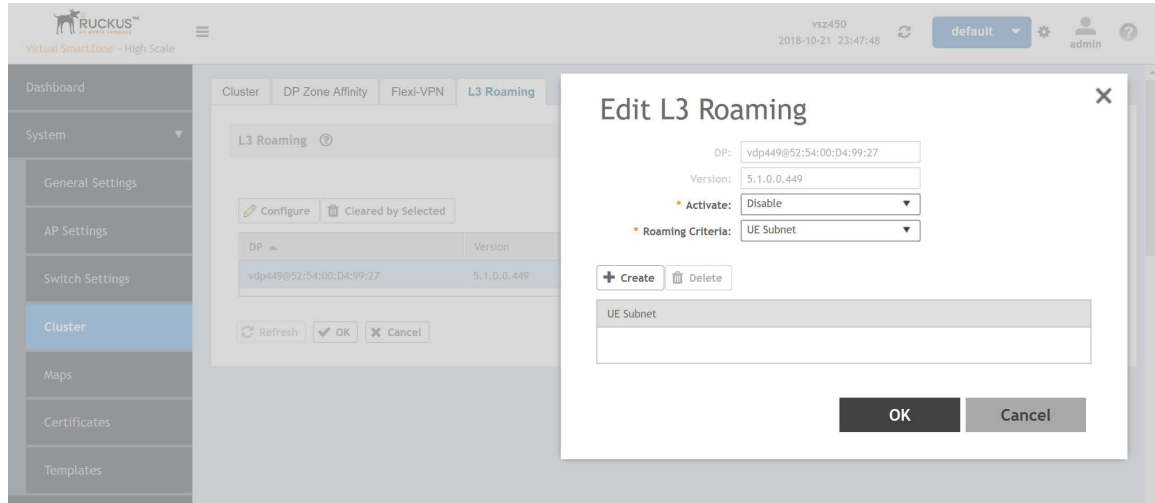 RUCKUS™
an ARRIS company
Virtual SmartZone - High Scale
vsz450
2018-10-21 23:47:48
default
admin
Dashboard
System
General Settings
AP Settings
Switch Settings
Cluster
Maps
Certificates
Templates
Cluster
DP Zone Affinity
Flexi-VPN
L3 Roaming
L3 Roaming ?
Configure
Cleared by Selected
DP
Version
vdp449@52:54:00:D4:99:27
5.1.0.0.449
Refresh
OK
Cancel
Edit L3 Roaming
DP: vdp449@52:54:00:D4:99:27
Version: 5.1.0.0.449
* Activate: Disable
* Roaming Criteria: UE Subnet
Create
Delete
UE Subnet
OK
Cancel